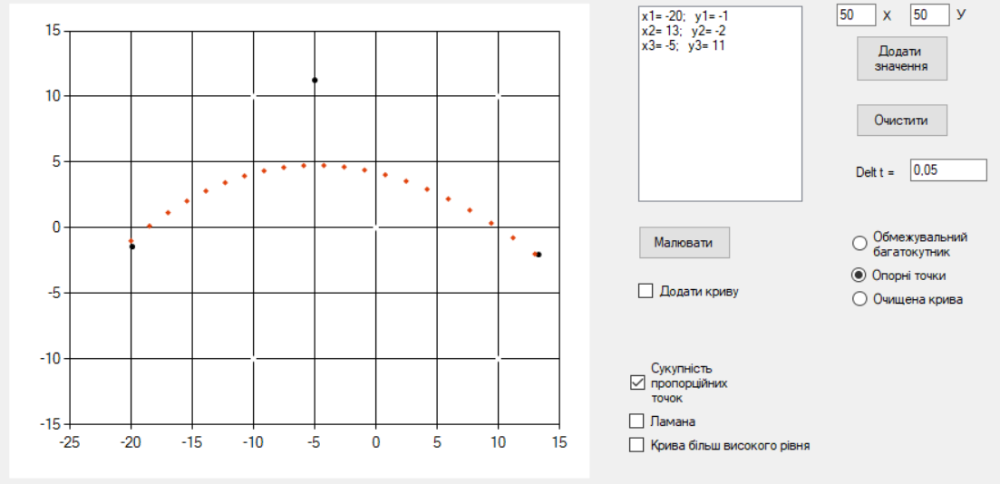 15
10
5
0
-5
-10
-15
-25 -20 -15 -10 -5 0 5 10 15
x1= -20; y1= -1
x2= 13; y2= -2
x3= -5; y3= 11
50 X 50 У
Додати
значення
Очистити
Delt t = 0,05
Малювати
Додати криву
Обмежувальний
багатокутник
Опорні точки
Очищена крива
Сукупність
пропорційних
точок
Ламана
Крива більш високого рівня